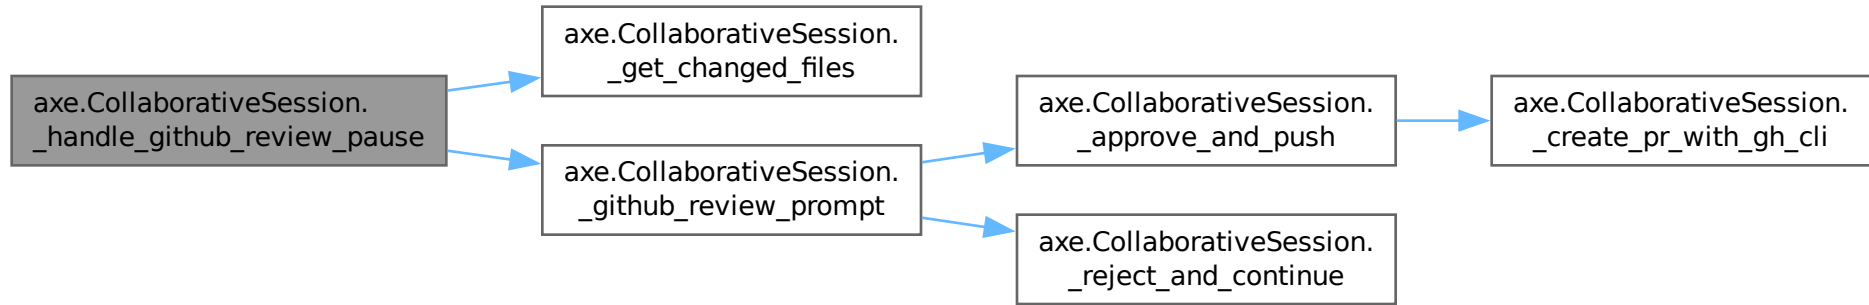 axe.CollaborativeSession.
_handle_github_review_pause
axe.CollaborativeSession.
_get_changed_files
axe.CollaborativeSession.
_github_review_prompt
axe.CollaborativeSession.
_approve_and_push
axe.CollaborativeSession.
_reject_and_continue
axe.CollaborativeSession.
_create_pr_with_gh_cli